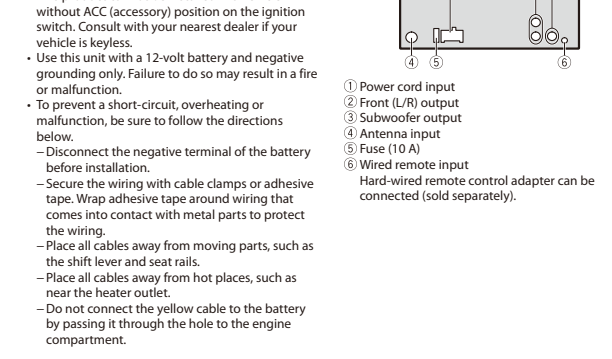 without ACC (accessory) position on the ignition
switch. Consult with your nearest dealer if your
vehicle is keyless.
• Use this unit with a 12-volt battery and negative
grounding only. Failure to do so may result in a fire
or malfunction.
• To prevent a short-circuit, overheating or
malfunction, be sure to follow the directions
below.
– Disconnect the negative terminal of the battery
before installation.
– Secure the wiring with cable clamps or adhesive
tape. Wrap adhesive tape around wiring that
comes into contact with metal parts to protect
the wiring.
– Place all cables away from moving parts, such as
the shift lever and seat rails.
– Place all cables away from hot places, such as
near the heater outlet.
– Do not connect the yellow cable to the battery
by passing it through the hole to the engine
compartment.
④ ⑤ ⑥
① Power cord input
② Front (L/R) output
③ Subwoofer output
④ Antenna input
⑤ Fuse (10 A)
⑥ Wired remote input
Hard-wired remote control adapter can be
connected (sold separately).